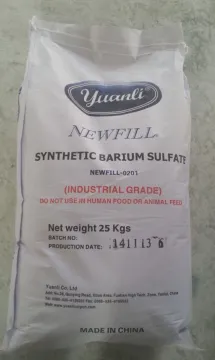 Yuanli
NEWFILL
SYNTHETIC BARIUM SULFATE
NEWFILL-0201
(INDUSTRIAL GRADE)
DO NOT USE IN HUMAN FOOD OR ANIMAL FEED
Net weight 25 Kgs
BATCH NO:
PRODUCTION DATE: 141113
Yuanli Co.,Ltd
MADE IN CHINA